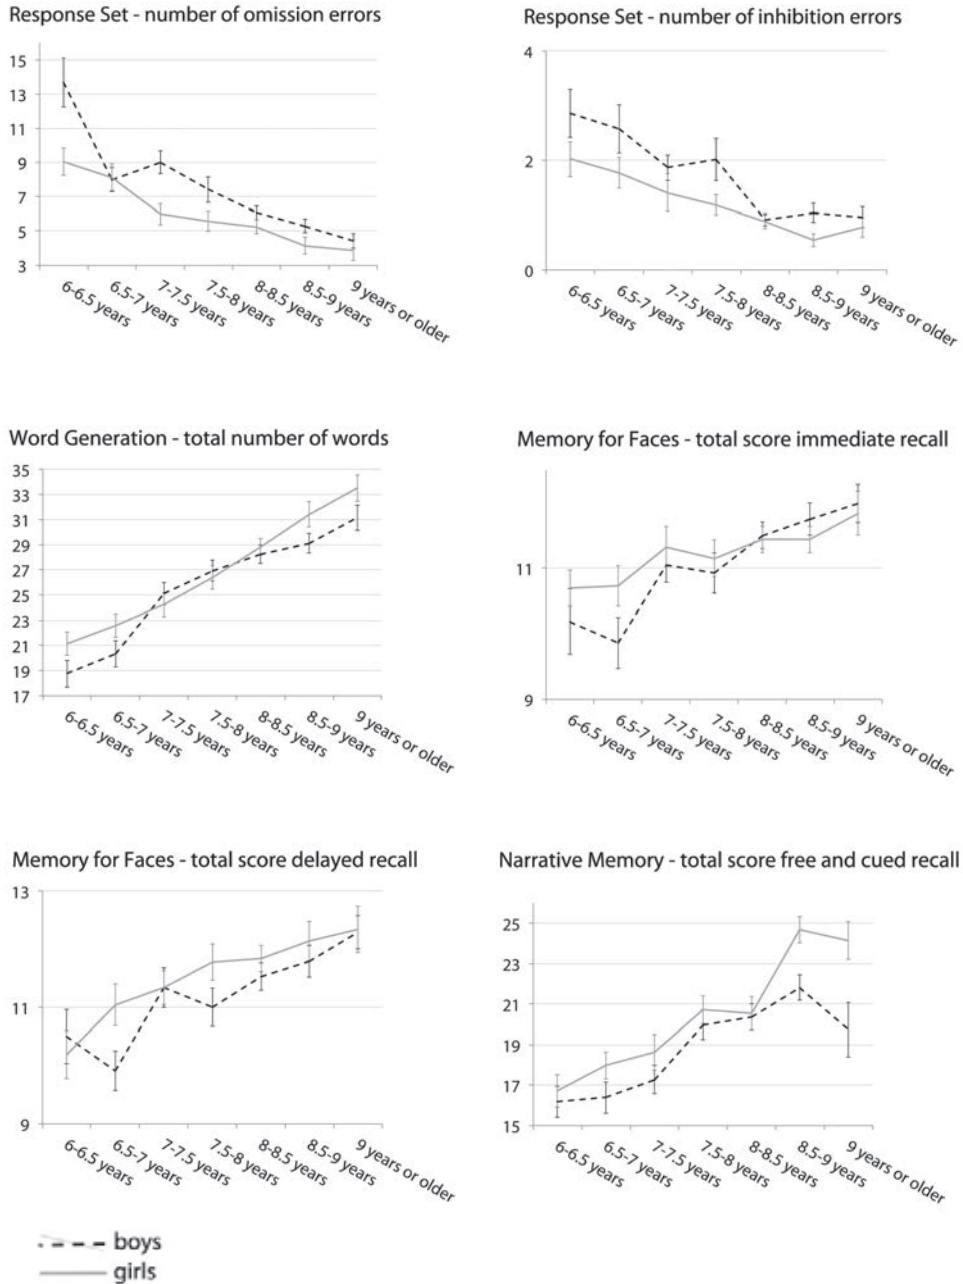 Response Set - number of omission errors
15
13
11
9
7
5
3
6-6.5 years
6.5-7 years
7-7.5 years
7.5-8 years
8-8.5 years
8.5-9 years
9 years or older
Response Set - number of inhibition errors
4
2
0
6-6.5 years
6.5-7 years
7-7.5 years
7.5-8 years
8-8.5 years
8.5-9 years
9 years or older
Word Generation - total number of words
35
33
31
29
27
25
23
21
19
17
6-6.5 years
6.5-7 years
7-7.5 years
7.5-8 years
8-8.5 years
8.5-9 years
9 years or older
Memory for Faces - total score immediate recall
11
9
6-6.5 years
6.5-7 years
7-7.5 years
7.5-8 years
8-8.5 years
8.5-9 years
9 years or older
Memory for Faces - total score delayed recall
13
11
9
6-6.5 years
6.5-7 years
7-7.5 years
7.5-8 years
8-8.5 years
8.5-9 years
9 years or older
Narrative Memory - total score free and cued recall
25
23
21
19
17
15
6-6.5 years
6.5-7 years
7-7.5 years
7.5-8 years
8-8.5 years
8.5-9 years
9 years or older
boys
girls